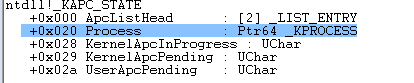 ntdll!_KAPC_STATE
+0x000 ApcListHead : [2] _LIST_ENTRY
+0x020 Process : Ptr64 _KPROCESS
+0x028 KernelApcInProgress : UChar
+0x029 KernelApcPending : UChar
+0x02a UserApcPending : UChar